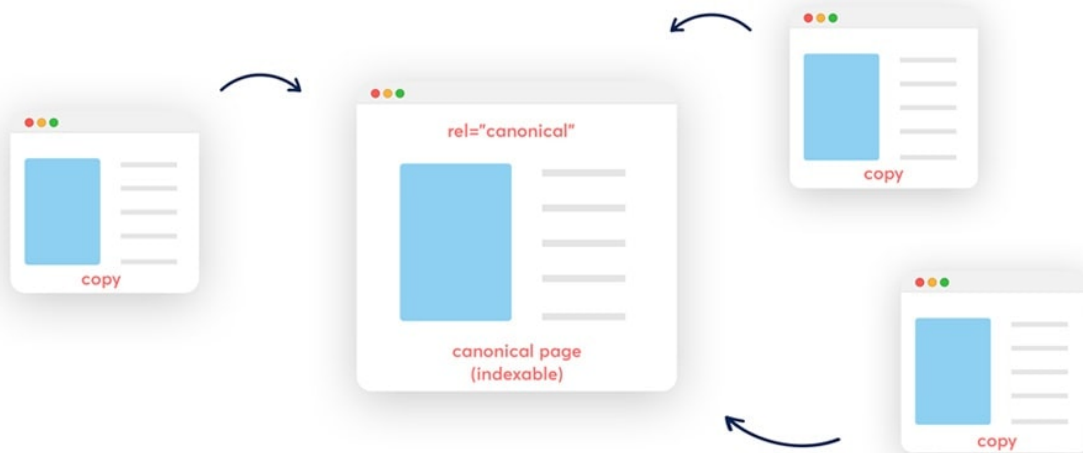 copy
rel="canonical"
canonical page
(indexable)
copy
copy